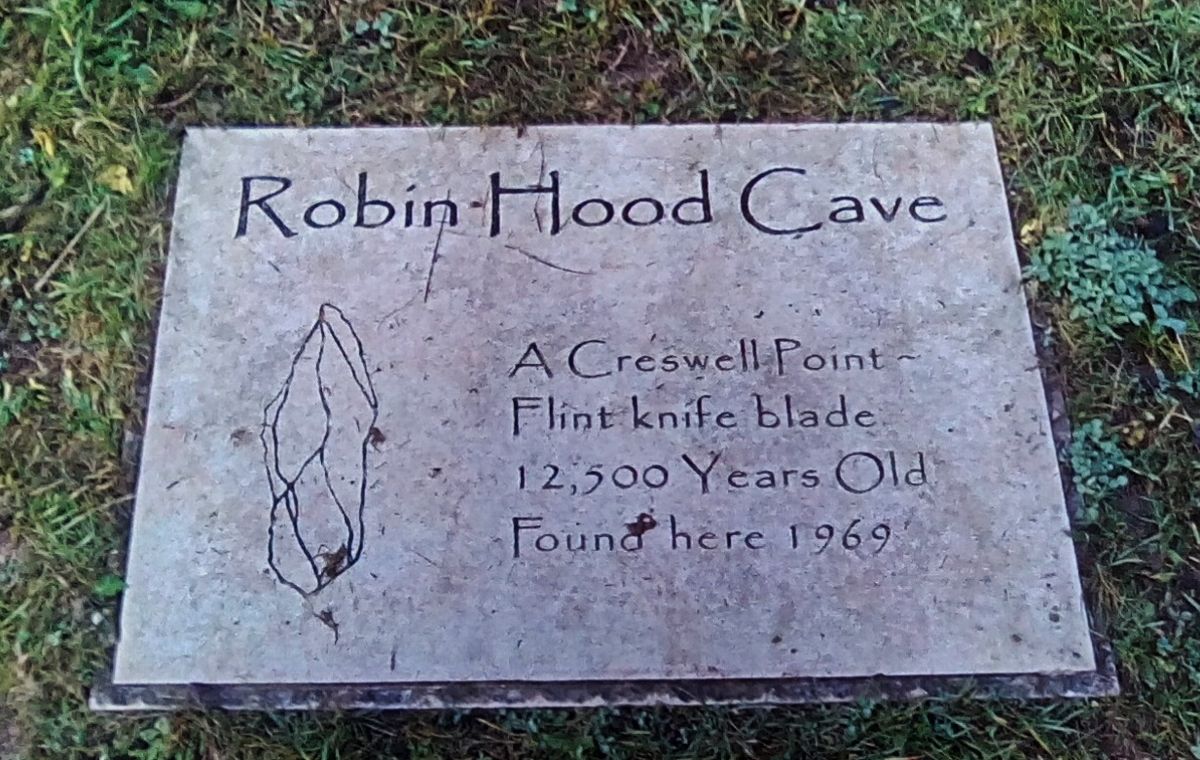 Robin Hood Cave
A Creswell Point ~
Flint knife blade
12,500 Years Old
Found here 1969